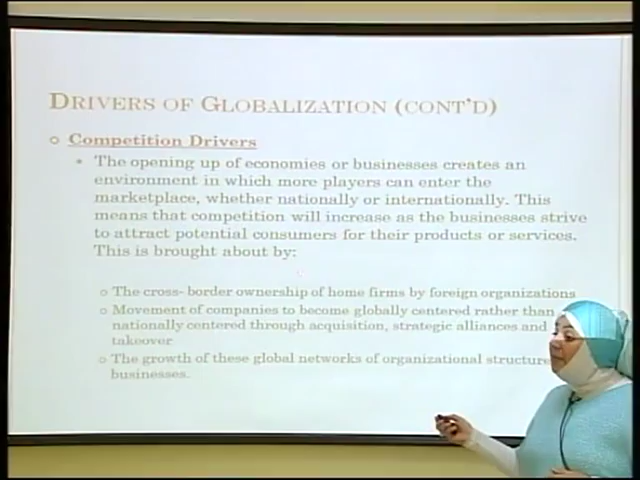 DRIVERS OF GLOBALIZATION (CONT'D)
Competition Drivers
The opening up of economies or businesses creates an
environment in which more players can enter the
marketplace, whether nationally or internationally. This
means that competition will increase as the businesses strive
to attract potential consumers for their products or services.
This is brought about by:
The cross- border ownership of home firms by foreign organizations
Movement of companies to become globally centered rather than
nationally centered through acquisition, strategic alliances and
takeover
The growth of these global networks of organizational structure
businesses.